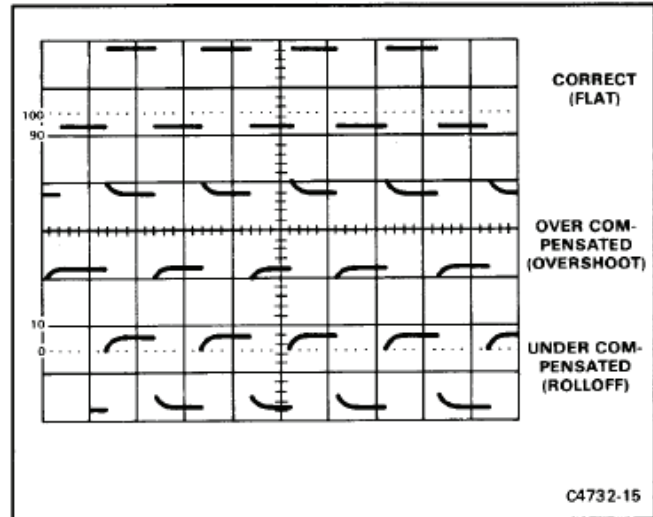 CORRECT
(FLAT)
100
90
OVER COM-
PENSATED
(OVERSHOOT)
10
0
UNDER COM-
PENSATED
(ROLLOFF)
C4732-15